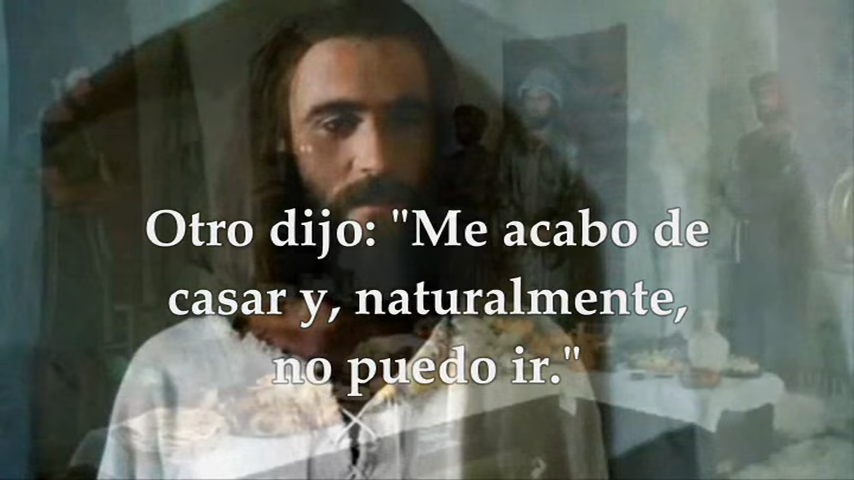 Otro dijo: "Me acabo de
casar y, naturalmente,
no puedo ir."